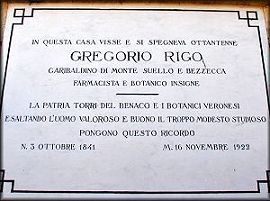 IN QUESTA CASA VISSE E SI SPEGNEVA OTTANTENNE
GREGORIO RIGO
GARIBALDINO DI MONTE SUELLO E BEZZECCA
FARMACISTA E BOTANICO INSIGNE
LA PATRIA TORRI DEL BENACO E I BOTANICI VERONESI
ESALTANDO L'UOMO VALOROSO E BUONO IL TROPPO MODESTO STUDIOSO
PONGONO QUESTO RICORDO
N. 3 OTTOBRE 1841 M. 16 NOVEMBRE 1922